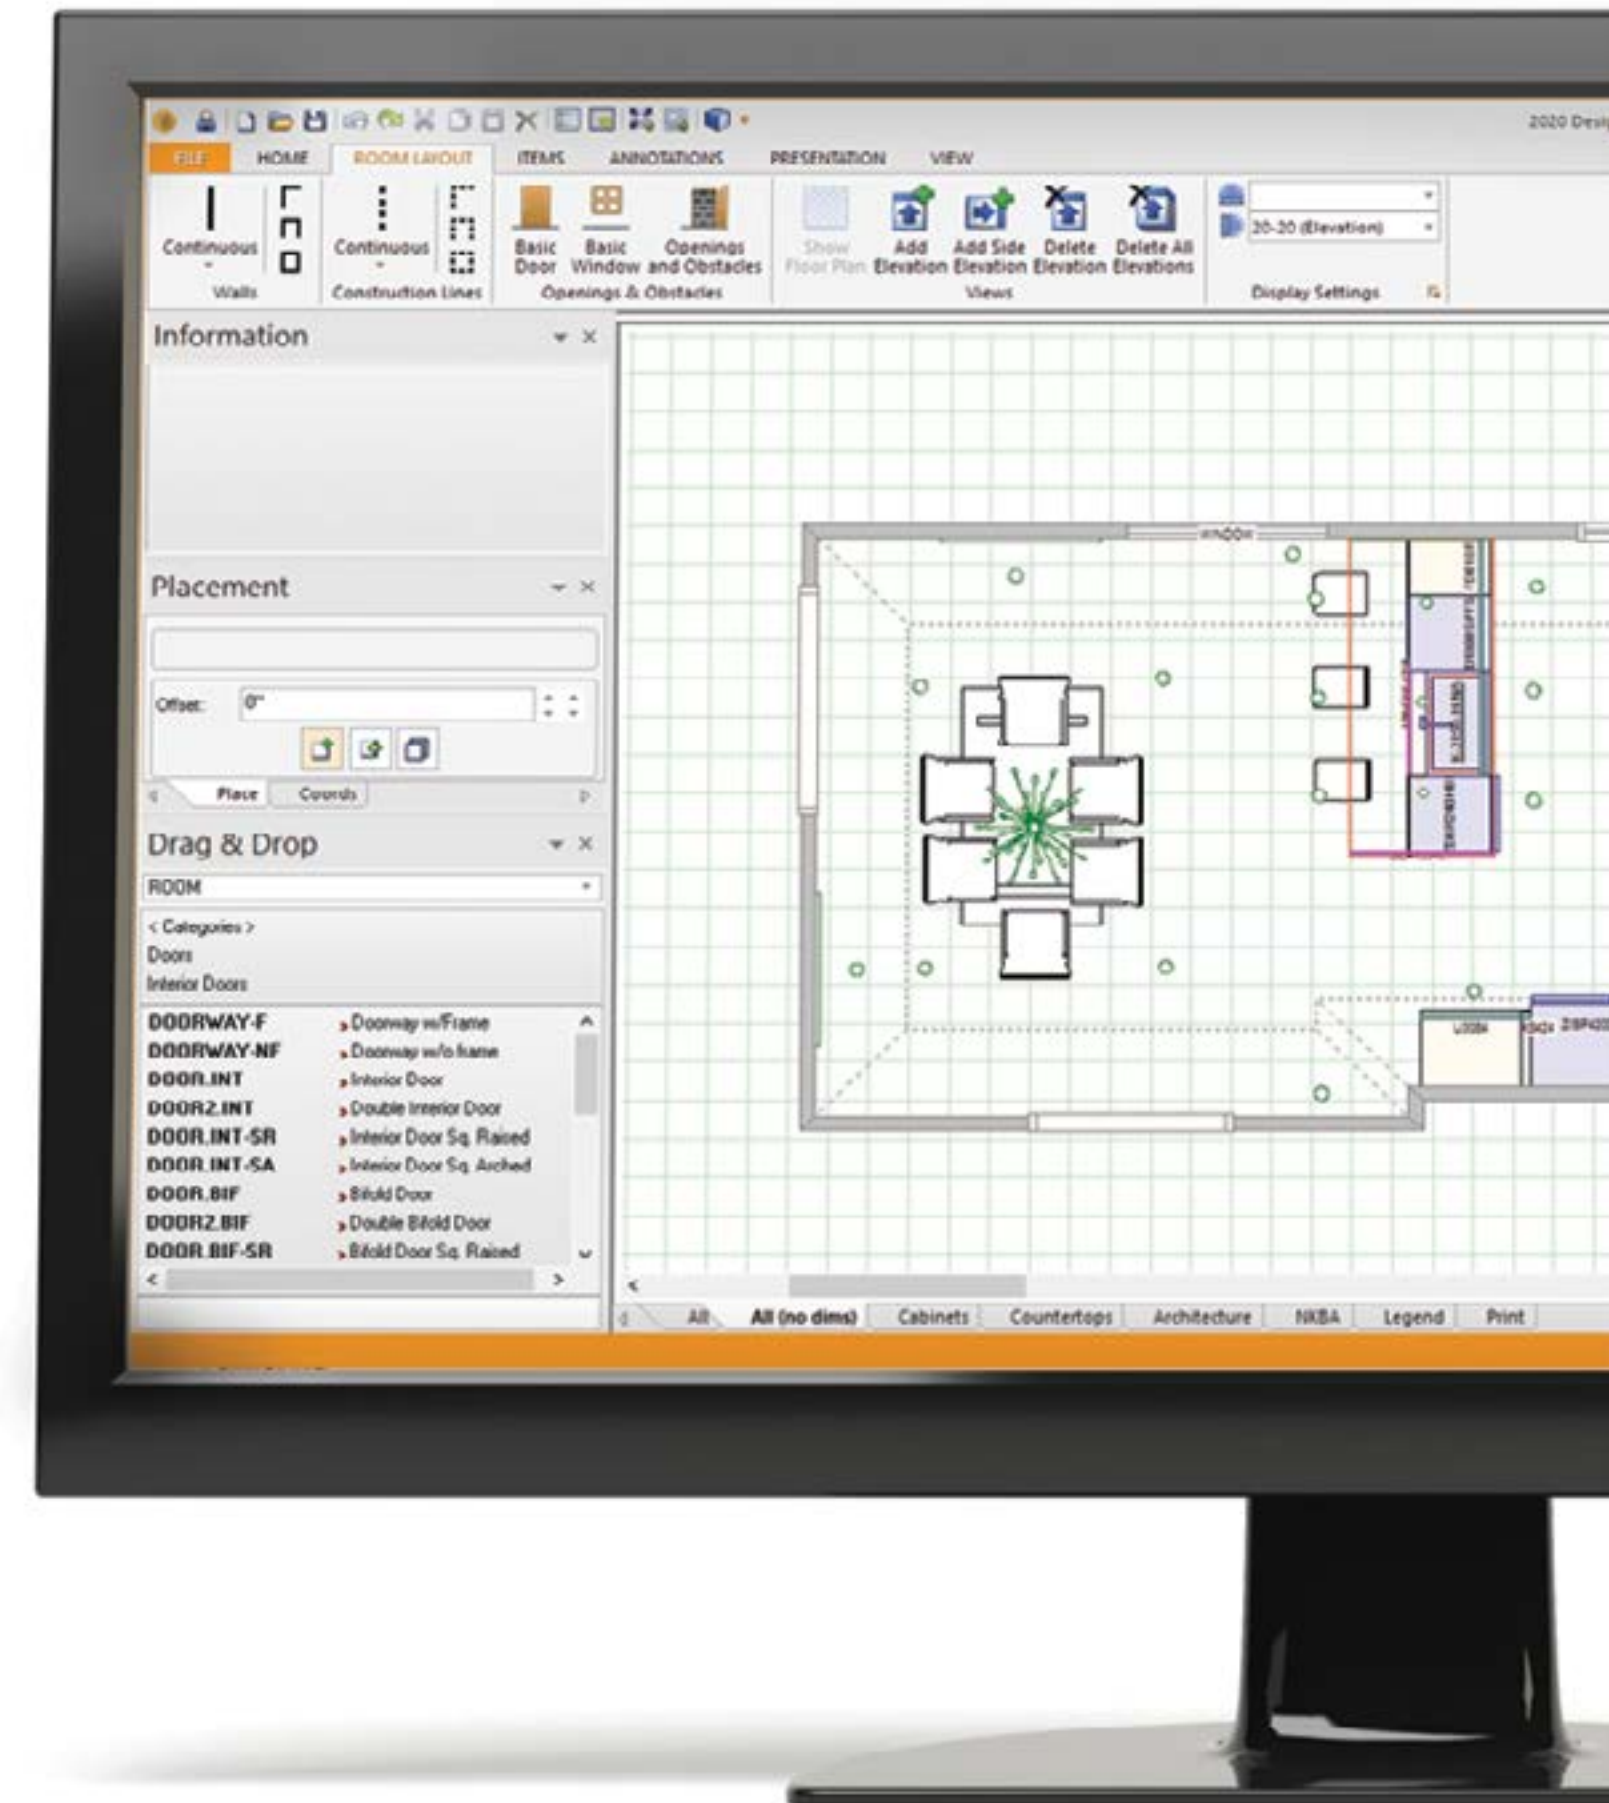 2020 Desig
FILE HOME ROOM LAYOUT ITEMS ANNOTATIONS PRESENTATION VIEW
Continuous
Continuous
Basic Door
Basic Window
Openings and Obstacles
Show Floor Plan
Add Elevation
Add Side Elevation
Delete Elevation
Delete All Elevations
20-20 (Elevation)
Walls
Construction Lines
Openings & Obstacles
Views
Display Settings
Information
Placement
Offset: 0"
Place Coords
Drag & Drop
ROOM
< Categories >
Doors
Interior Doors
DOORWAY-F Doorway w/Frame
DOORWAY-NF Doorway w/o frame
DOOR.INT Interior Door
DOOR2.INT Double Interior Door
DOOR.INT-SR Interior Door Sq. Raised
DOOR.INT-SA Interior Door Sq. Arched
DOOR.BIF Bifold Door
DOOR2.BIF Double Bifold Door
DOOR.BIF-SR Bifold Door Sq. Raised
WINDOW
All All (no dims) Cabinets Countertops Architecture NKBA Legend Print